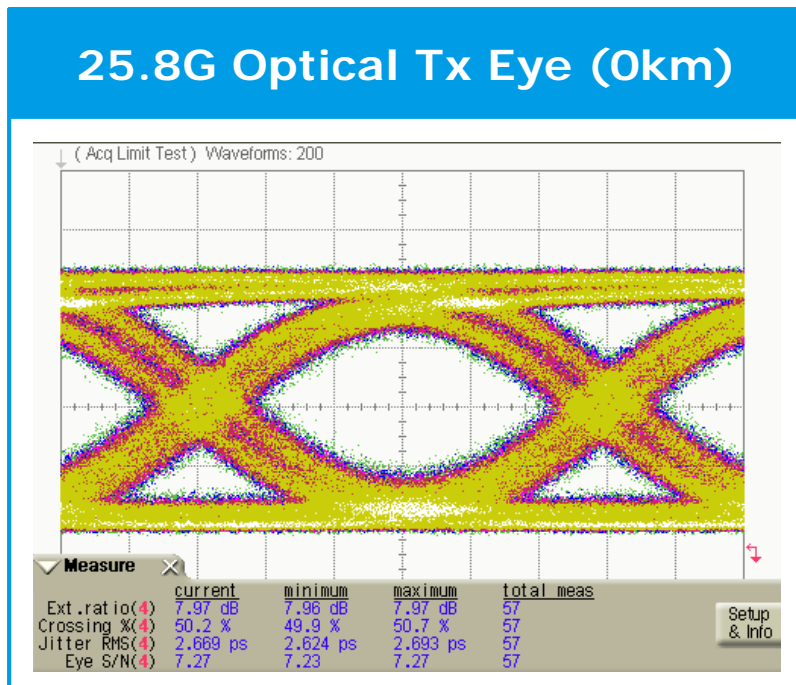 25.8G Optical Tx Eye (0km)
( Acq Limit Test ) Waveforms: 200
Measure
current minimum maximum total meas
Ext.ratio(4) 7.97 dB 7.96 dB 7.97 dB 57
Crossing %(4) 50.2 % 49.9 % 50.7 % 57
Jitter RMS(4) 2.669 ps 2.624 ps 2.693 ps 57
Eye S/N(4) 7.27 7.23 7.27 57
Setup
& Info